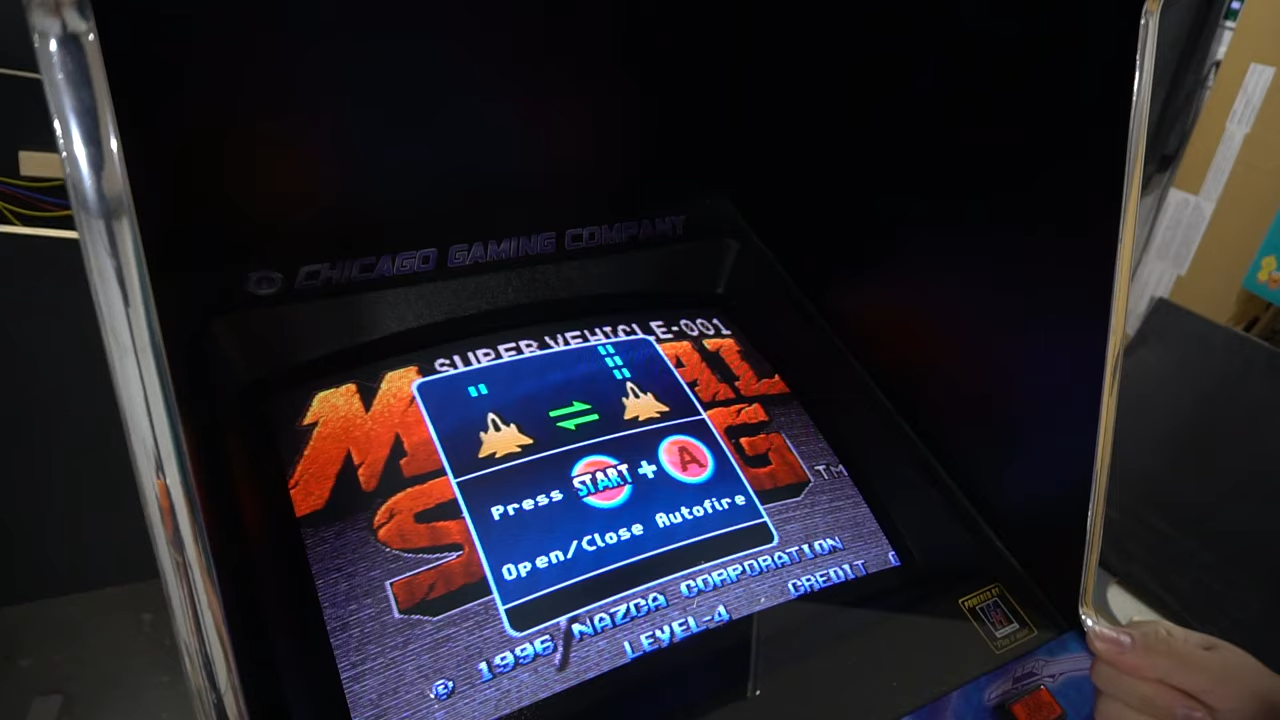 CHICAGO GAMING COMPANY
SUPER VEHICLE-001
M AL
S G ™
Press START + A
Open/Close Autofire
© 1996 NAZCA CORPORATION
LEVEL-4 CREDIT
POWERED BY